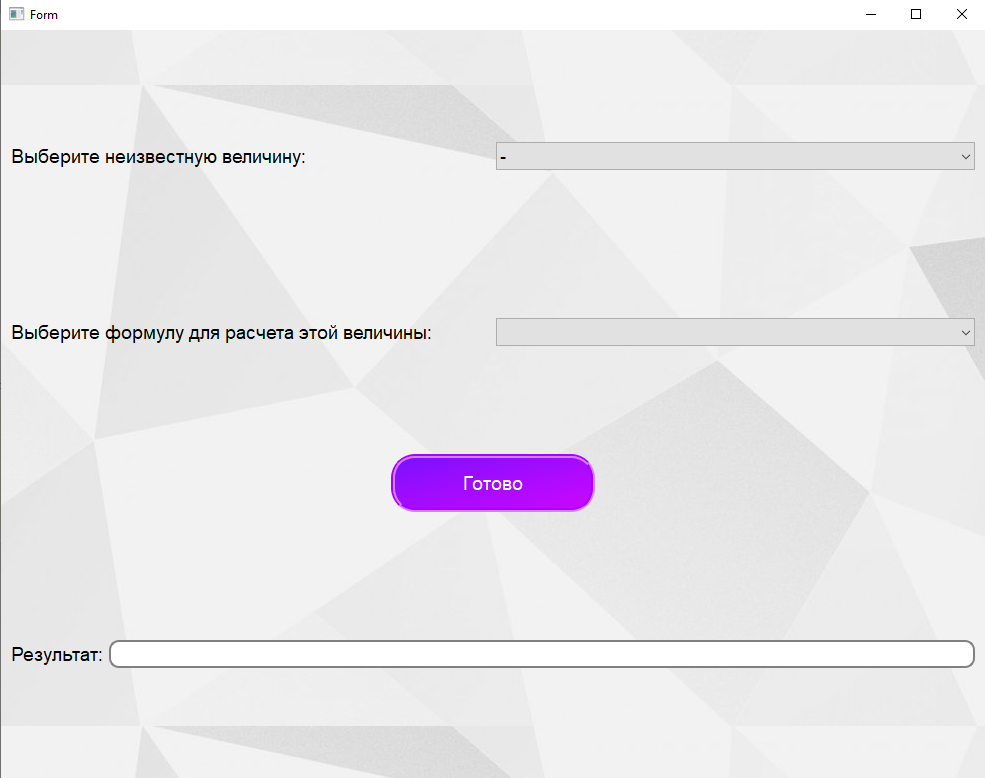 Form
Выберите неизвестную величину:
-
Выберите формулу для расчета этой величины:
Готово
Результат: